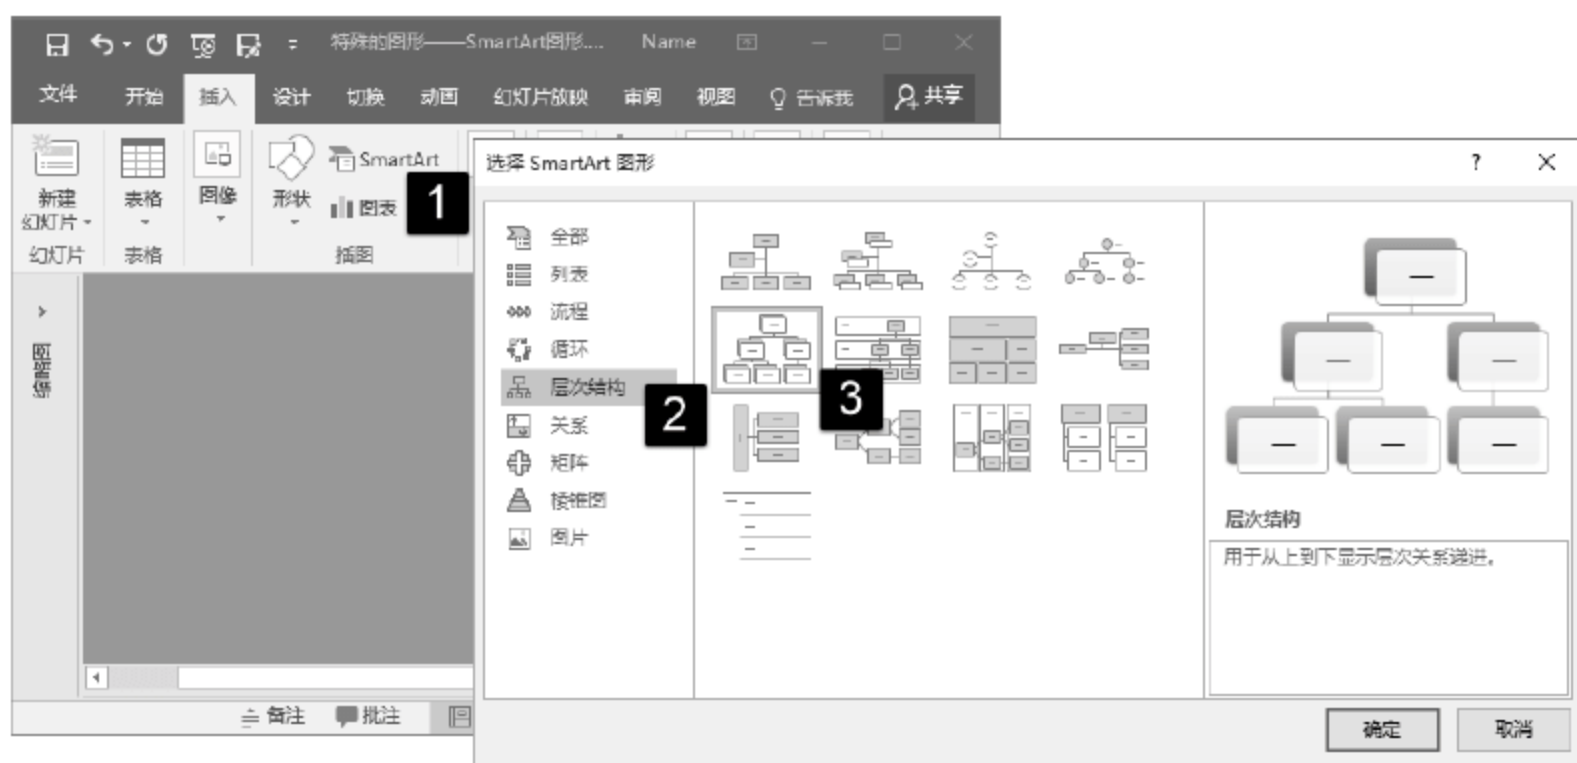 特殊的图形——SmartArt图形.... Name
文件 开始 插入 设计 切换 动画 幻灯片放映 审阅 视图 告诉我 共享
新建
幻灯片
表格
图像
形状
SmartArt
图表
1
幻灯片 表格 插图
缩略图
备注 批注
选择 SmartArt 图形 ?
全部
列表
流程
循环
层次结构
关系
矩阵
棱锥图
图片
2
3
层次结构
用于从上到下显示层次关系递进。
确定 取消